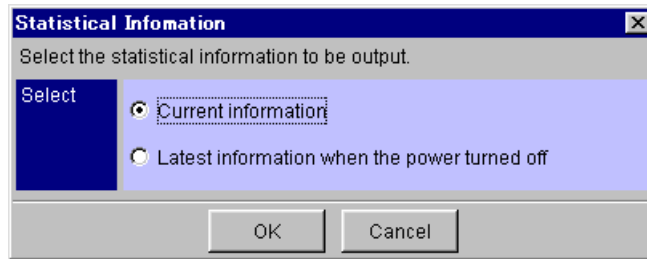 Statistical Infomation
Select the statistical information to be output.
Select
Current information
Latest information when the power turned off
OK Cancel